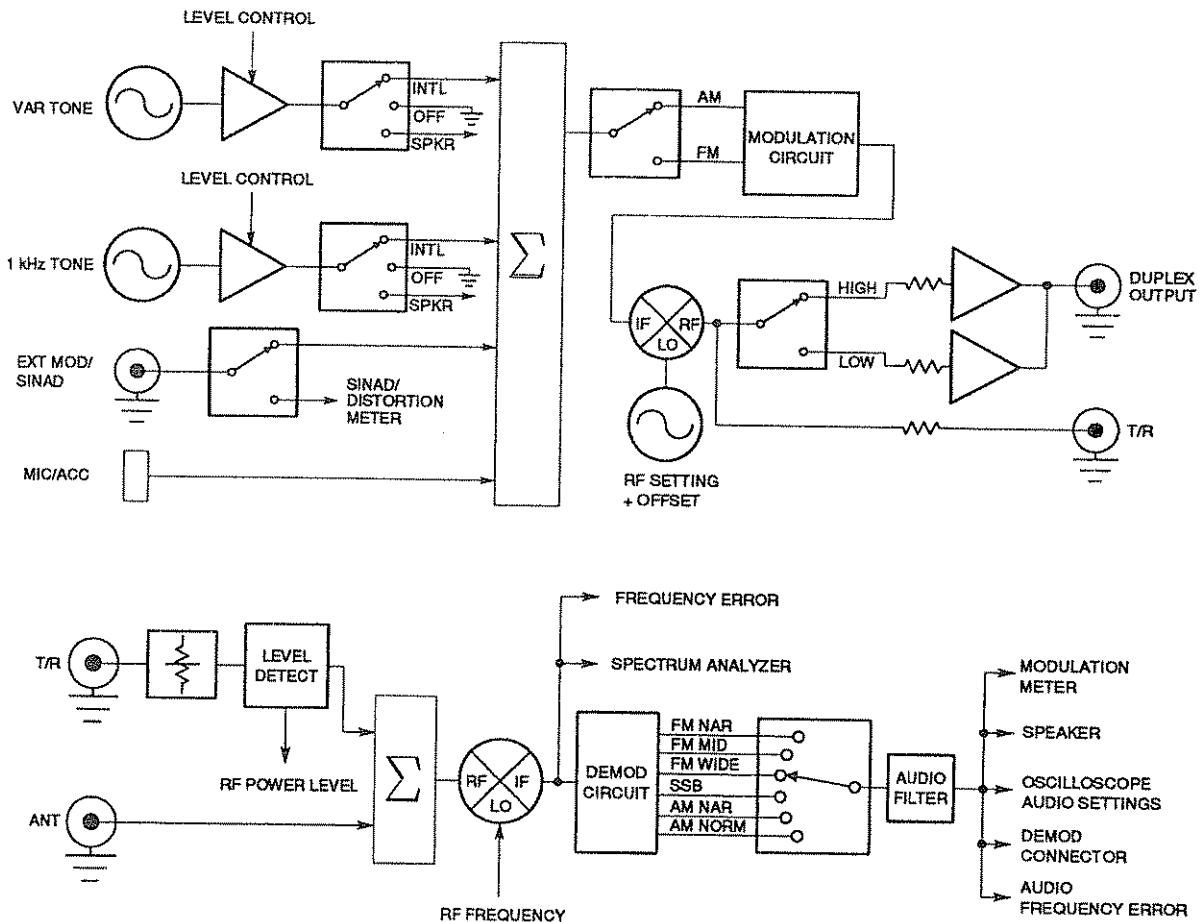 LEVEL CONTROL
VAR TONE
INTL
OFF
SPKR
LEVEL CONTROL
1 kHz TONE
INTL
OFF
SPKR
EXT MOD/
SINAD
SINAD/
DISTORTION
METER
MIC/ACC
Σ
AM
FM
MODULATION
CIRCUIT
IF
RF
LO
RF SETTING
+ OFFSET
HIGH
LOW
DUPLEX
OUTPUT
T/R
T/R
LEVEL
DETECT
RF POWER LEVEL
ANT
Σ
RF
IF
LO
RF FREQUENCY
FREQUENCY ERROR
SPECTRUM ANALYZER
DEMOD
CIRCUIT
FM NAR
FM MID
FM WIDE
SSB
AM NAR
AM NORM
AUDIO
FILTER
MODULATION
METER
SPEAKER
OSCILLOSCOPE
AUDIO SETTINGS
DEMOD
CONNECTOR
AUDIO
FREQUENCY ERROR